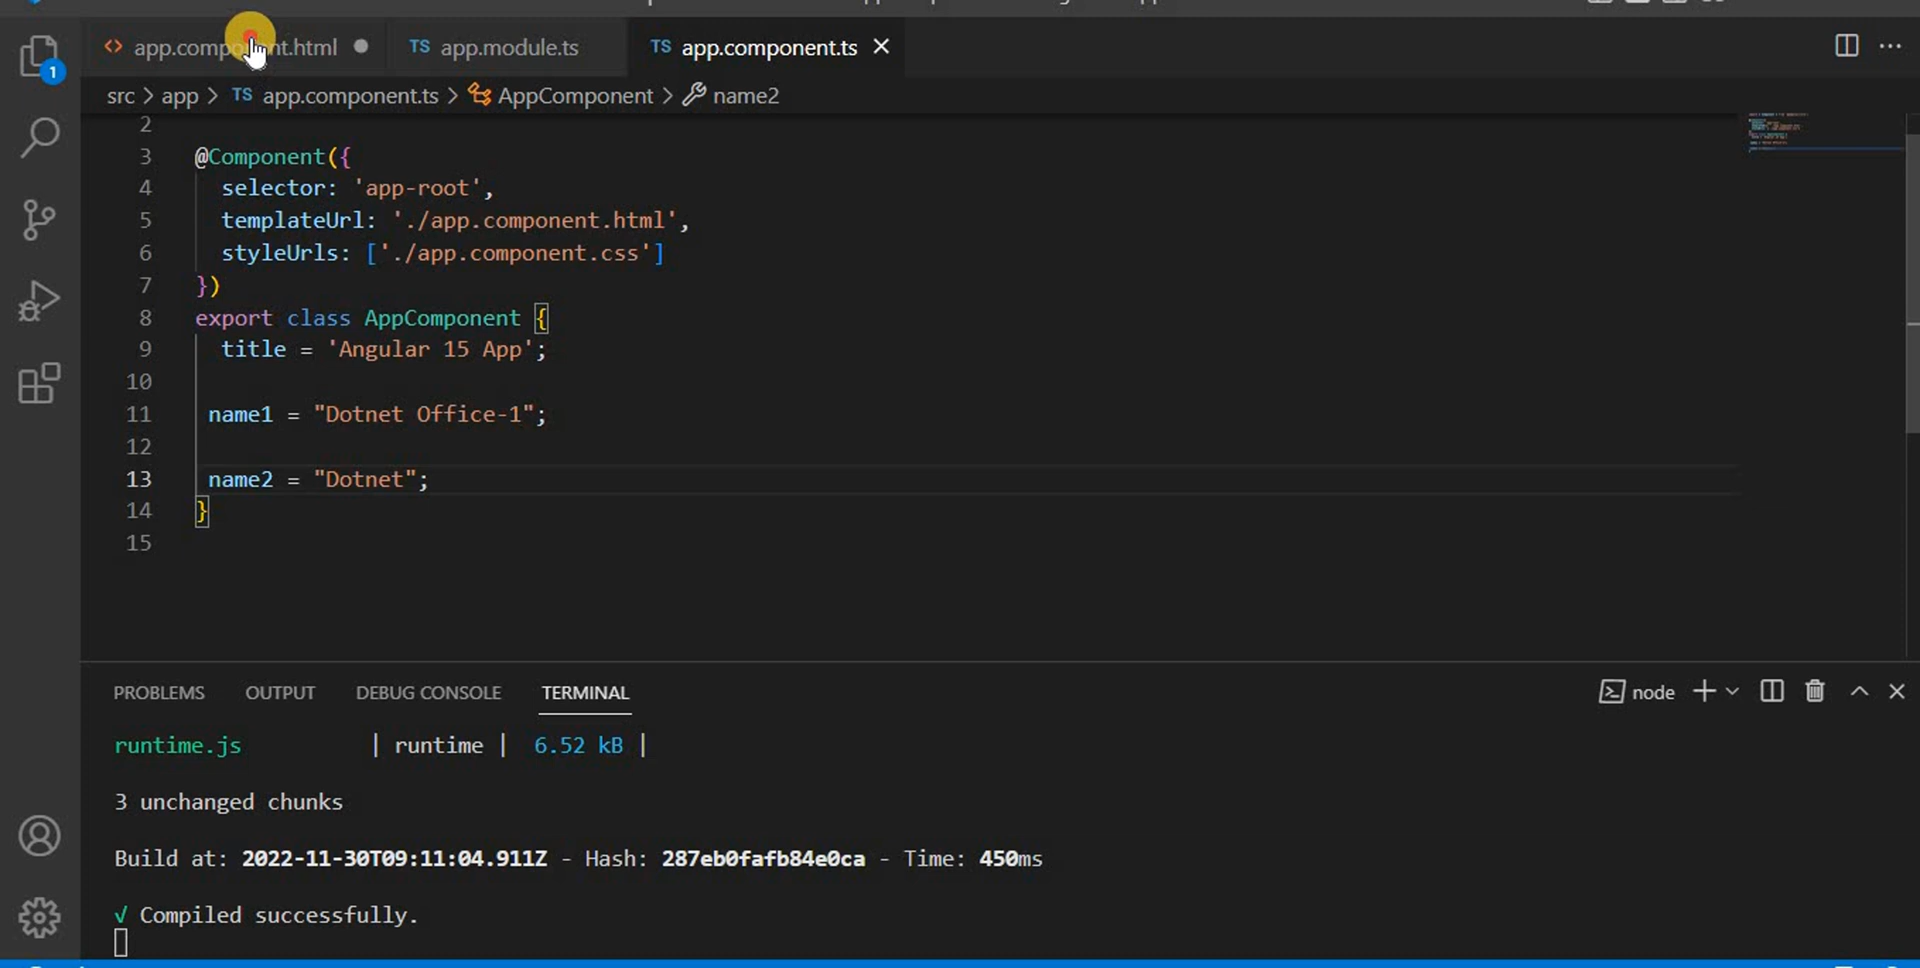 <> app.component.html TS app.module.ts TS app.component.ts
1
src > app > TS app.component.ts > AppComponent > name2
2
3 @Component({
4 selector: 'app-root',
5 templateUrl: './app.component.html',
6 styleUrls: ['./app.component.css']
7 })
8 export class AppComponent {
9 title = 'Angular 15 App';
10
11 name1 = "Dotnet Office-1";
12
13 name2 = "Dotnet";
14 }
15
PROBLEMS OUTPUT DEBUG CONSOLE TERMINAL node
runtime.js | runtime | 6.52 kB |
3 unchanged chunks
Build at: 2022-11-30T09:11:04.911Z - Hash: 287eb0fafb84e0ca - Time: 450ms
√ Compiled successfully.